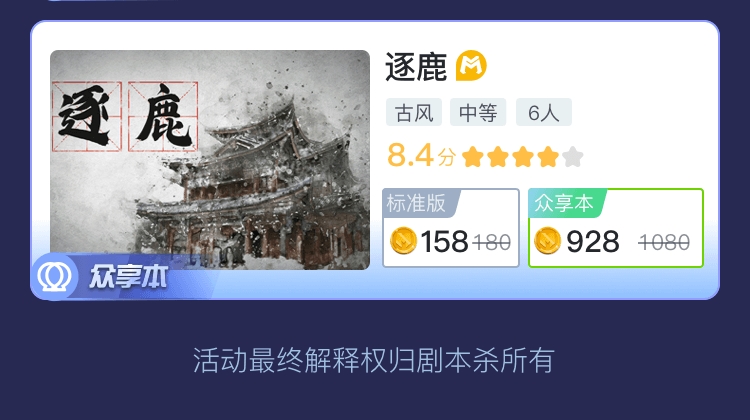 逐鹿
逐鹿
古风 中等 6人
8.4分
标准版
158 180
众享本
928 1080
众享本
活动最终解释权归剧本杀所有